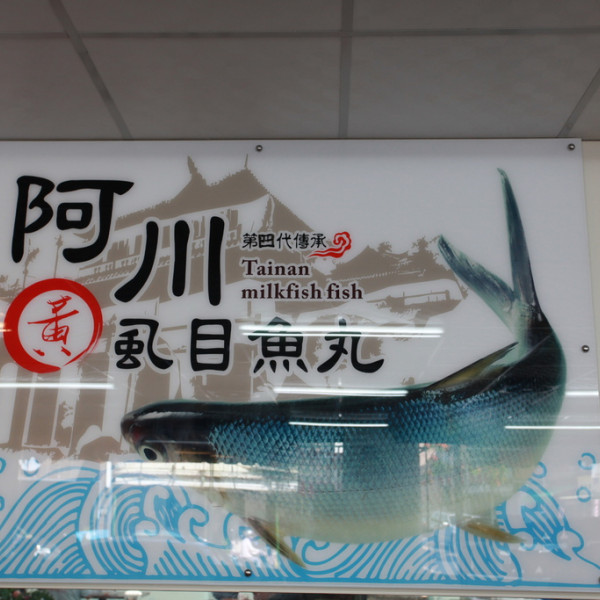 阿川
第四代傳承
Tainan
milkfish fish
黃
虱目魚丸